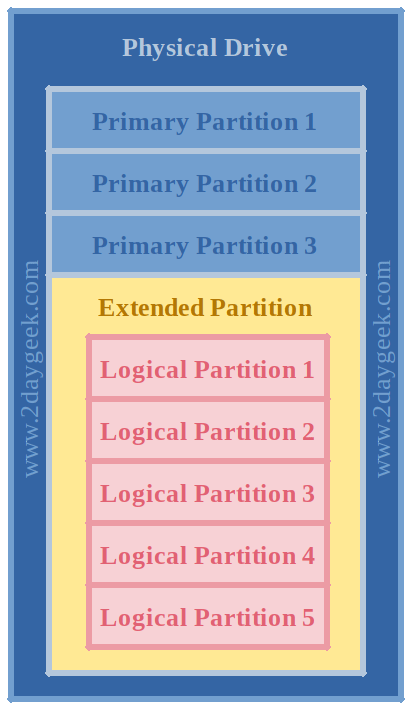 Physical Drive
Primary Partition 1
Primary Partition 2
Primary Partition 3
Extended Partition
Logical Partition 1
Logical Partition 2
Logical Partition 3
Logical Partition 4
Logical Partition 5
www.2daygeek.com
www.2daygeek.com